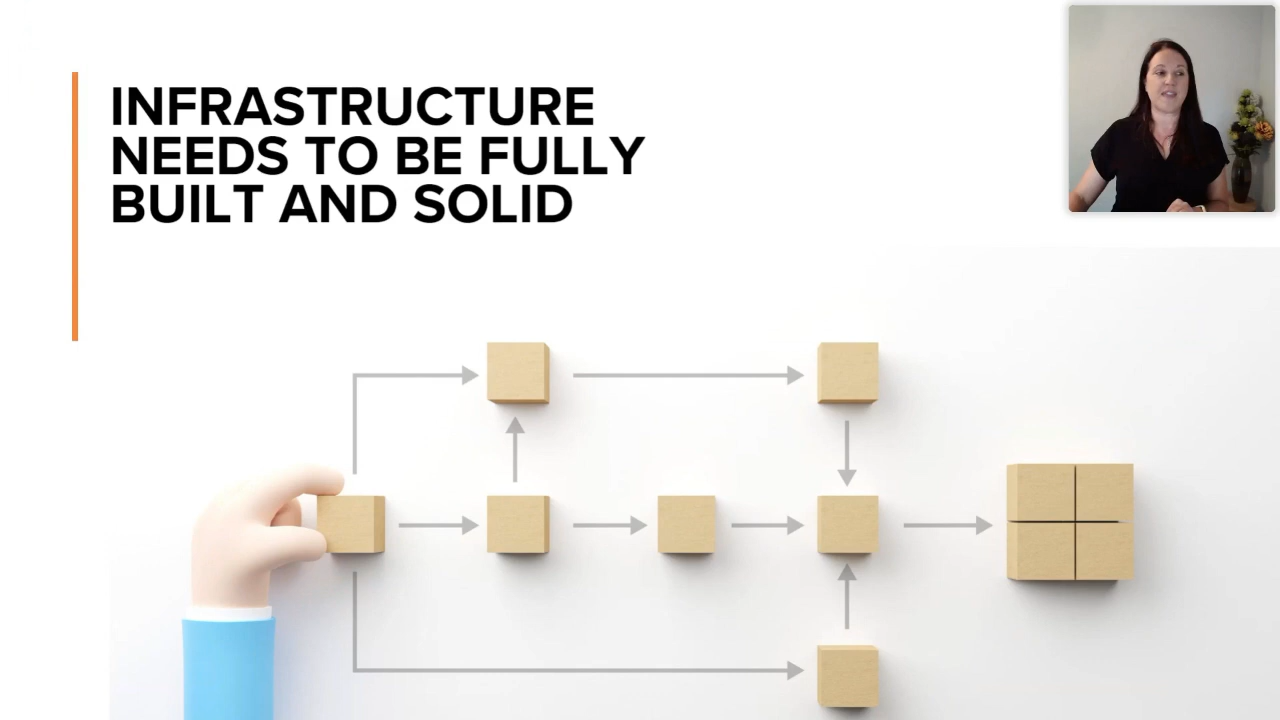 INFRASTRUCTURE
NEEDS TO BE FULLY
BUILT AND SOLID